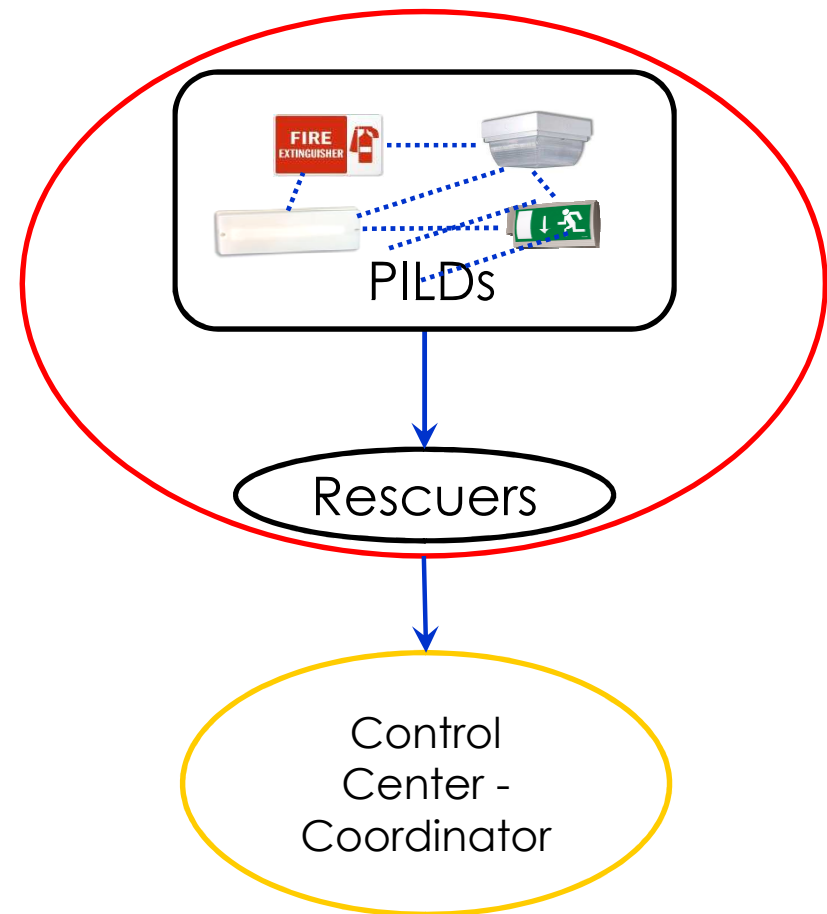 FIRE
EXTINGUISHER
PILDs
Rescuers
Control
Center -
Coordinator